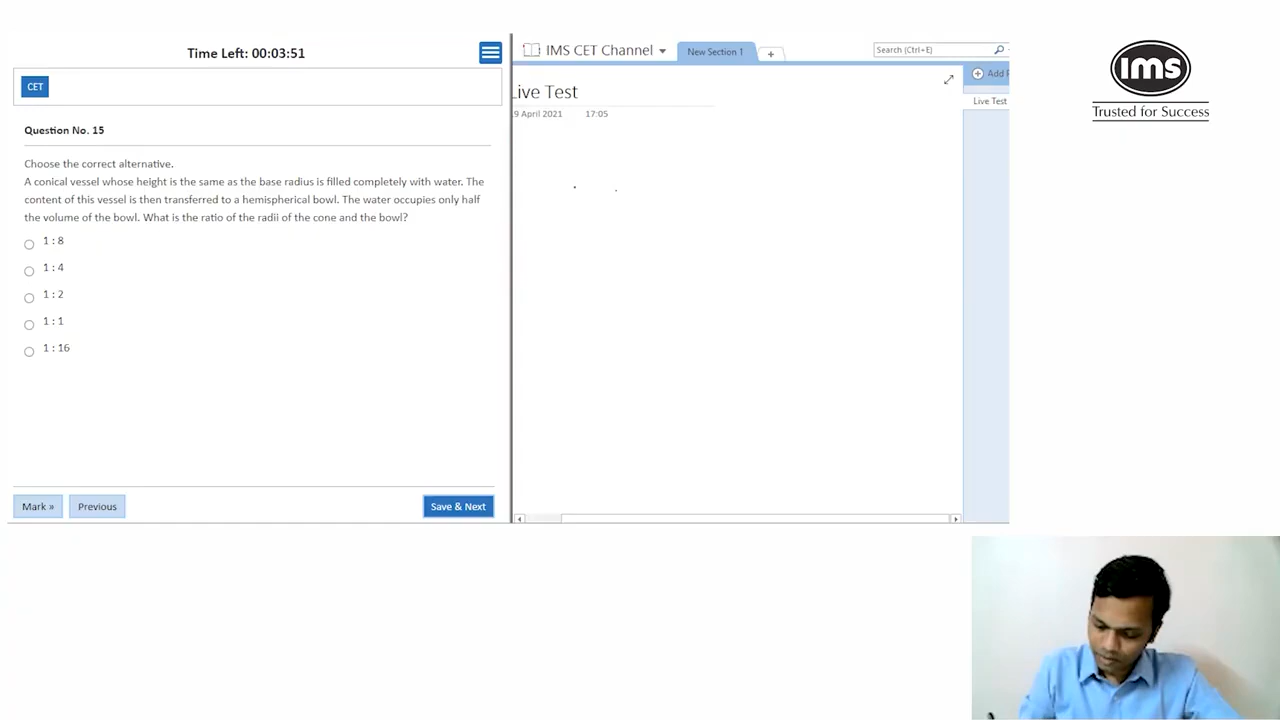 Time Left: 00:03:51
IMS CET Channel
New Section 1
Search (Ctrl+E)
CET
Add
Live Test
Live Test
9 April 2021 17:05
ims
Trusted for Success
Question No. 15
Choose the correct alternative.
A conical vessel whose height is the same as the base radius is filled completely with water. The
content of this vessel is then transferred to a hemispherical bowl. The water occupies only half
the volume of the bowl. What is the ratio of the radii of the cone and the bowl?
1 : 8
1 : 4
1 : 2
1 : 1
1 : 16
Mark »
Previous
Save & Next